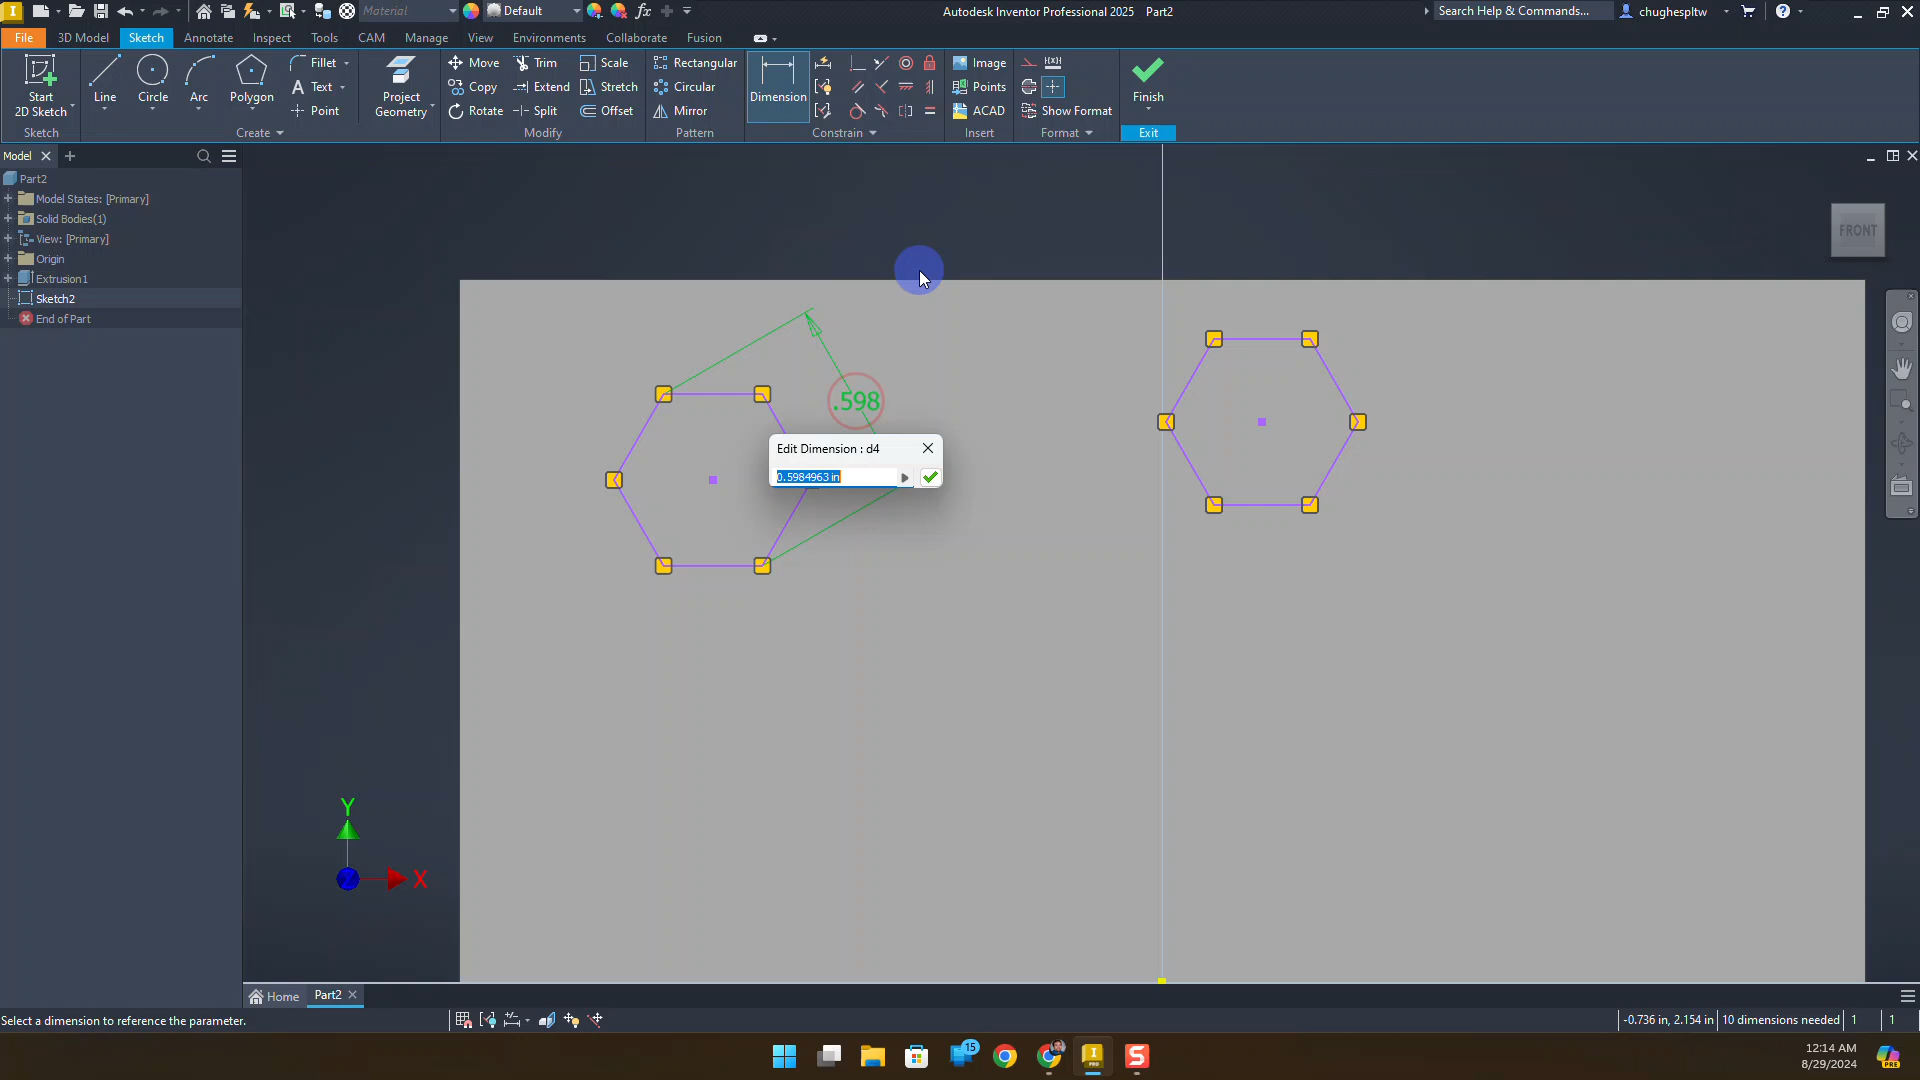 Material
Default
Autodesk Inventor Professional 2025 Part2
Search Help & Commands...
chughespltw
File
3D Model
Sketch
Annotate
Inspect
Tools
CAM
Manage
View
Environments
Collaborate
Fusion
Start
2D Sketch
Line
Circle
Arc
Polygon
Fillet
Text
Point
Project
Geometry
Move
Copy
Rotate
Trim
Extend
Split
Scale
Stretch
Offset
Rectangular
Circular
Mirror
Dimension
Image
Points
ACAD
Show Format
Finish
Sketch
Create
Modify
Pattern
Constrain
Insert
Format
Exit
Model
Part2
Model States: [Primary]
Solid Bodies(1)
View: [Primary]
Origin
Extrusion1
Sketch2
End of Part
FRONT
.598
Edit Dimension : d4
0.5984963 in
Y
X
Home
Part2
Select a dimension to reference the parameter.
-0.736 in, 2.154 in
10 dimensions needed
1
1
15
12:14 AM
8/29/2024